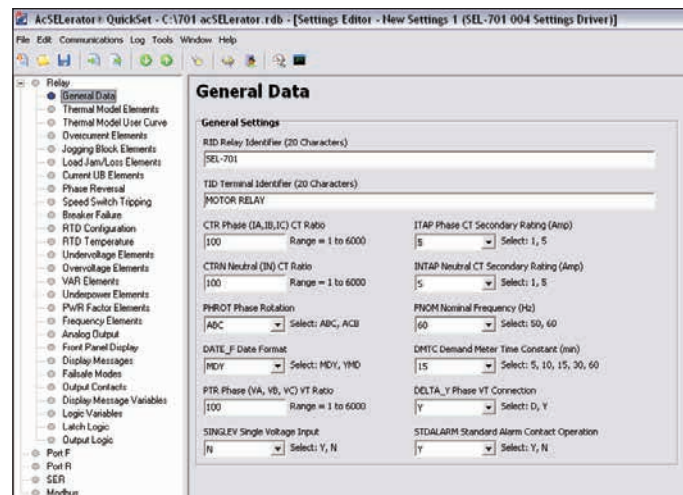 AcSELerator® QuickSet - C:\701 acSELerator.rdb - [Settings Editor - New Settings 1 (SEL-701 004 Settings Driver)]
File Edit Communications Log Tools Window Help
Relay
General Data
Thermal Model Elements
Thermal Model User Curve
Overcurrent Elements
Jogging Block Elements
Load Jam/Loss Elements
Current UB Elements
Phase Reversal
Speed Switch Tripping
Breaker Failure
RTD Configuration
RTD Temperature
Undervoltage Elements
Overvoltage Elements
VAR Elements
Underpower Elements
PWR Factor Elements
Frequency Elements
Analog Output
Front Panel Display
Display Messages
Failsafe Modes
Output Contacts
Display Message Variables
Logic Variables
Latch Logic
Output Logic
Port F
Port R
SER
Modbus
General Data
General Settings
RID Relay Identifier (20 Characters)
SEL-701
TID Terminal Identifier (20 Characters)
MOTOR RELAY
CTR Phase (IA,IB,IC) CT Ratio
100 Range = 1 to 6000
ITAP Phase CT Secondary Rating (Amp)
5 Select: 1, 5
CTRN Neutral (IN) CT Ratio
100 Range = 1 to 6000
INTAP Neutral CT Secondary Rating (Amp)
5 Select: 1, 5
PHROT Phase Rotation
ABC Select: ABC, ACB
FNOM Nominal Frequency (Hz)
60 Select: 50, 60
DATE_F Date Format
MDY Select: MDY, YMD
DMTC Demand Meter Time Constant (min)
15 Select: 5, 10, 15, 30, 60
PTR Phase (VA, VB, VC) VT Ratio
100 Range = 1 to 6000
DELTA_Y Phase VT Connection
Y Select: D, Y
SINGLEV Single Voltage Input
N Select: Y, N
STDALARM Standard Alarm Contact Operation
Y Select: Y, N